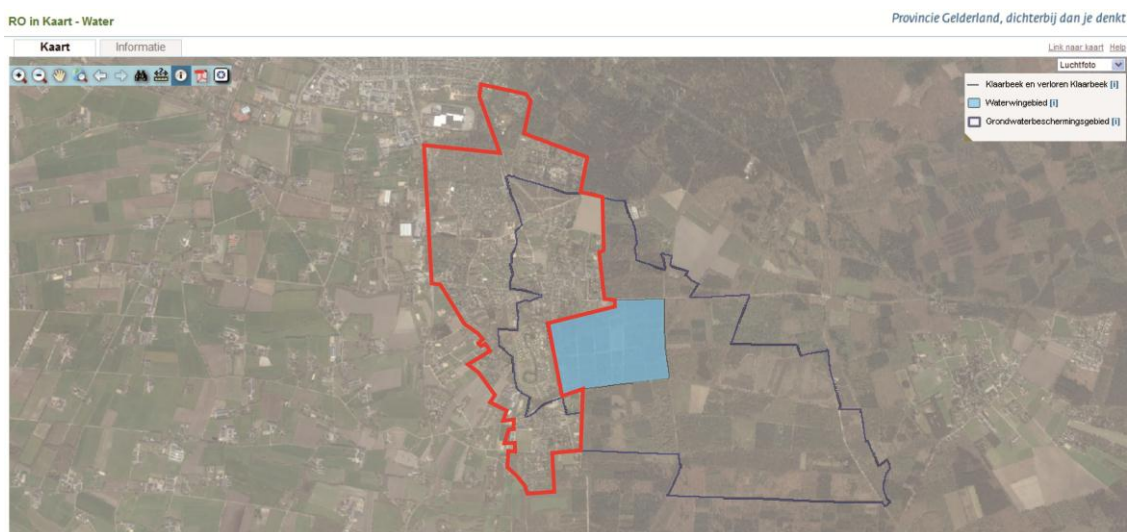 RO in Kaart - Water
Provincie Gelderland, dichterbij dan je denkt
Kaart
Informatie
Link naar kaart Help
Luchtfoto
Klaarbeek en verloren Klaarbeek [i]
Waterwingebied [i]
Grondwaterbeschermingsgebied [i]